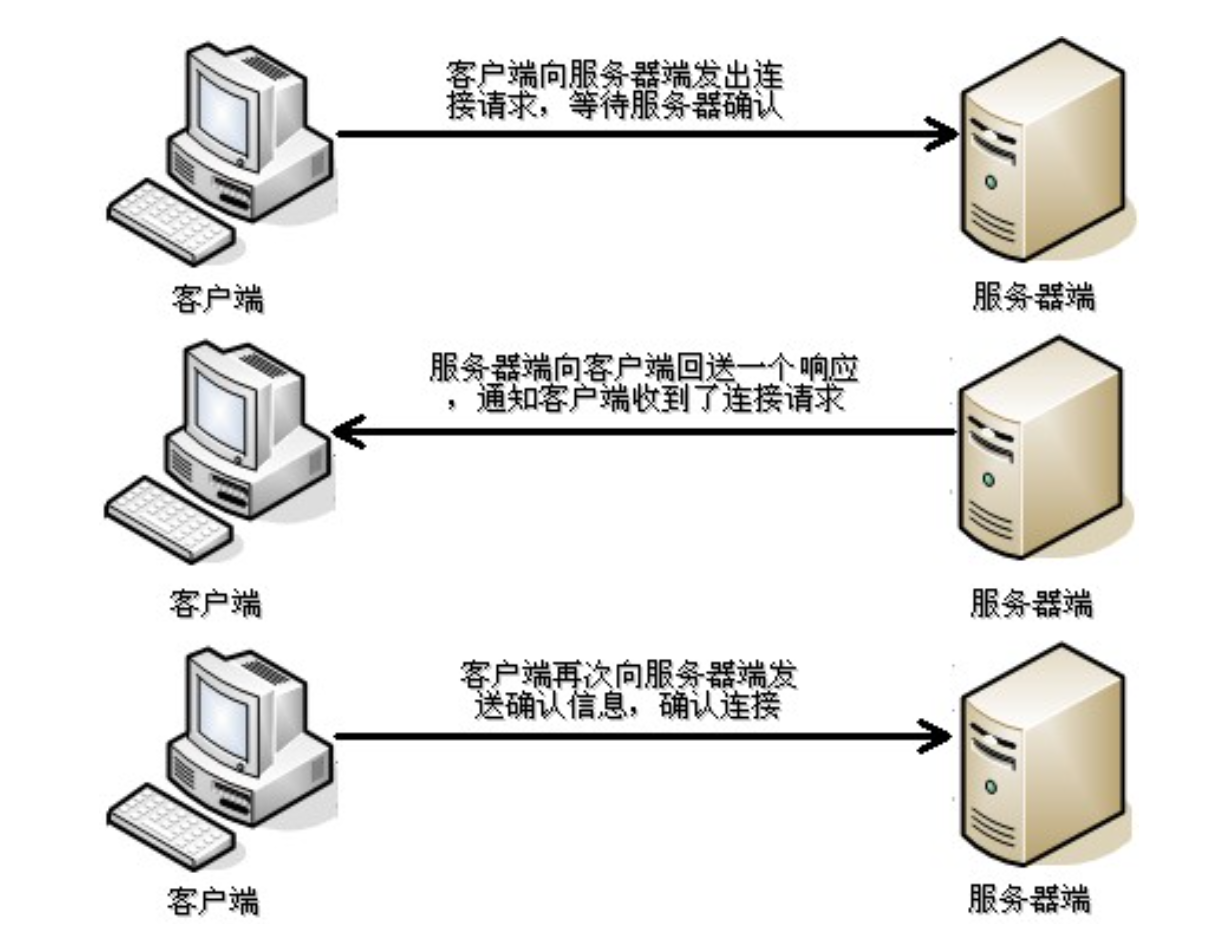 客户端向服务器端发出连
接请求，等待服务器确认
客户端
服务器端
服务器端向客户端回送一个响应
，通知客户端收到了连接请求
客户端
服务器端
客户端再次向服务器端发
送确认信息，确认连接
客户端
服务器端